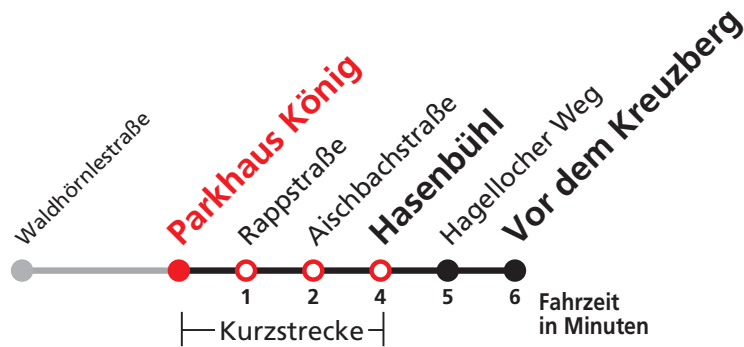 Waldhörnlestraße
Parkhaus König
Rappstraße
Aischbachstraße
Hasenbühl
Hagellocher Weg
Vor dem Kreuzberg
1 2 4 5 6
Fahrzeit
in Minuten
Kurzstrecke